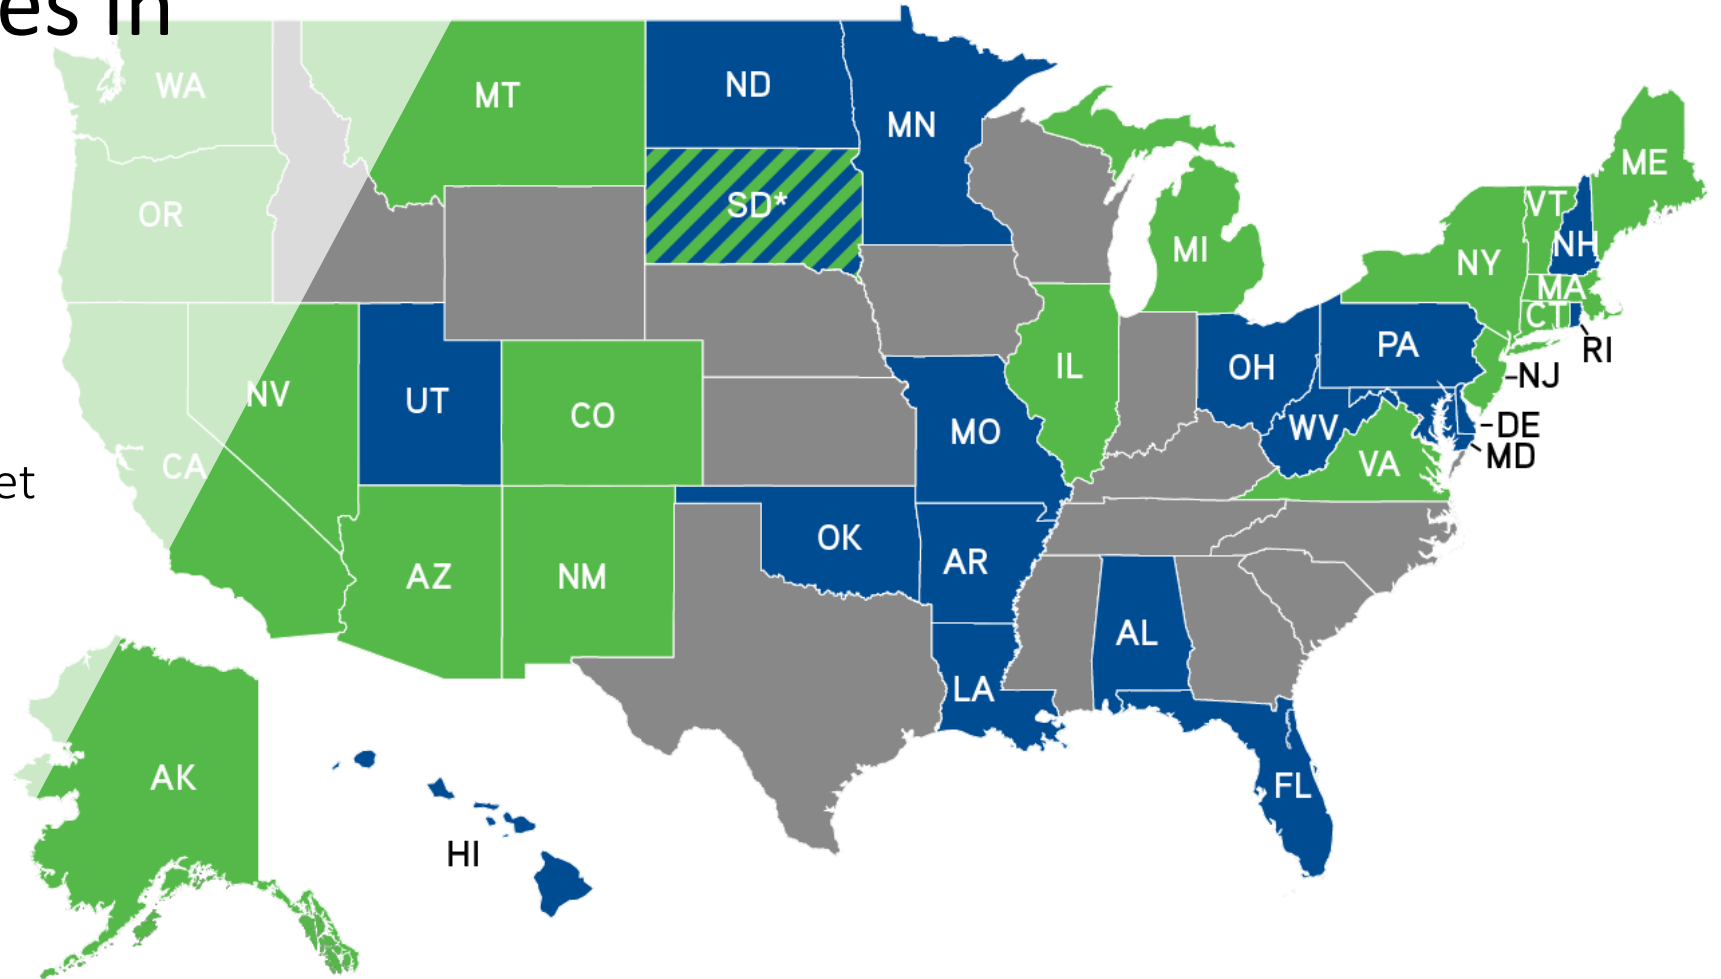 es in
WA
MT
ND
MN
ME
OR
SD*
VT
NH
MI
NY
MA
CT
RI
PA
IL
OH
-NJ
NV
UT
CO
MO
WV
-DE
MD
VA
CA
et
OK
AR
AZ
NM
AL
LA
AK
FL
HI